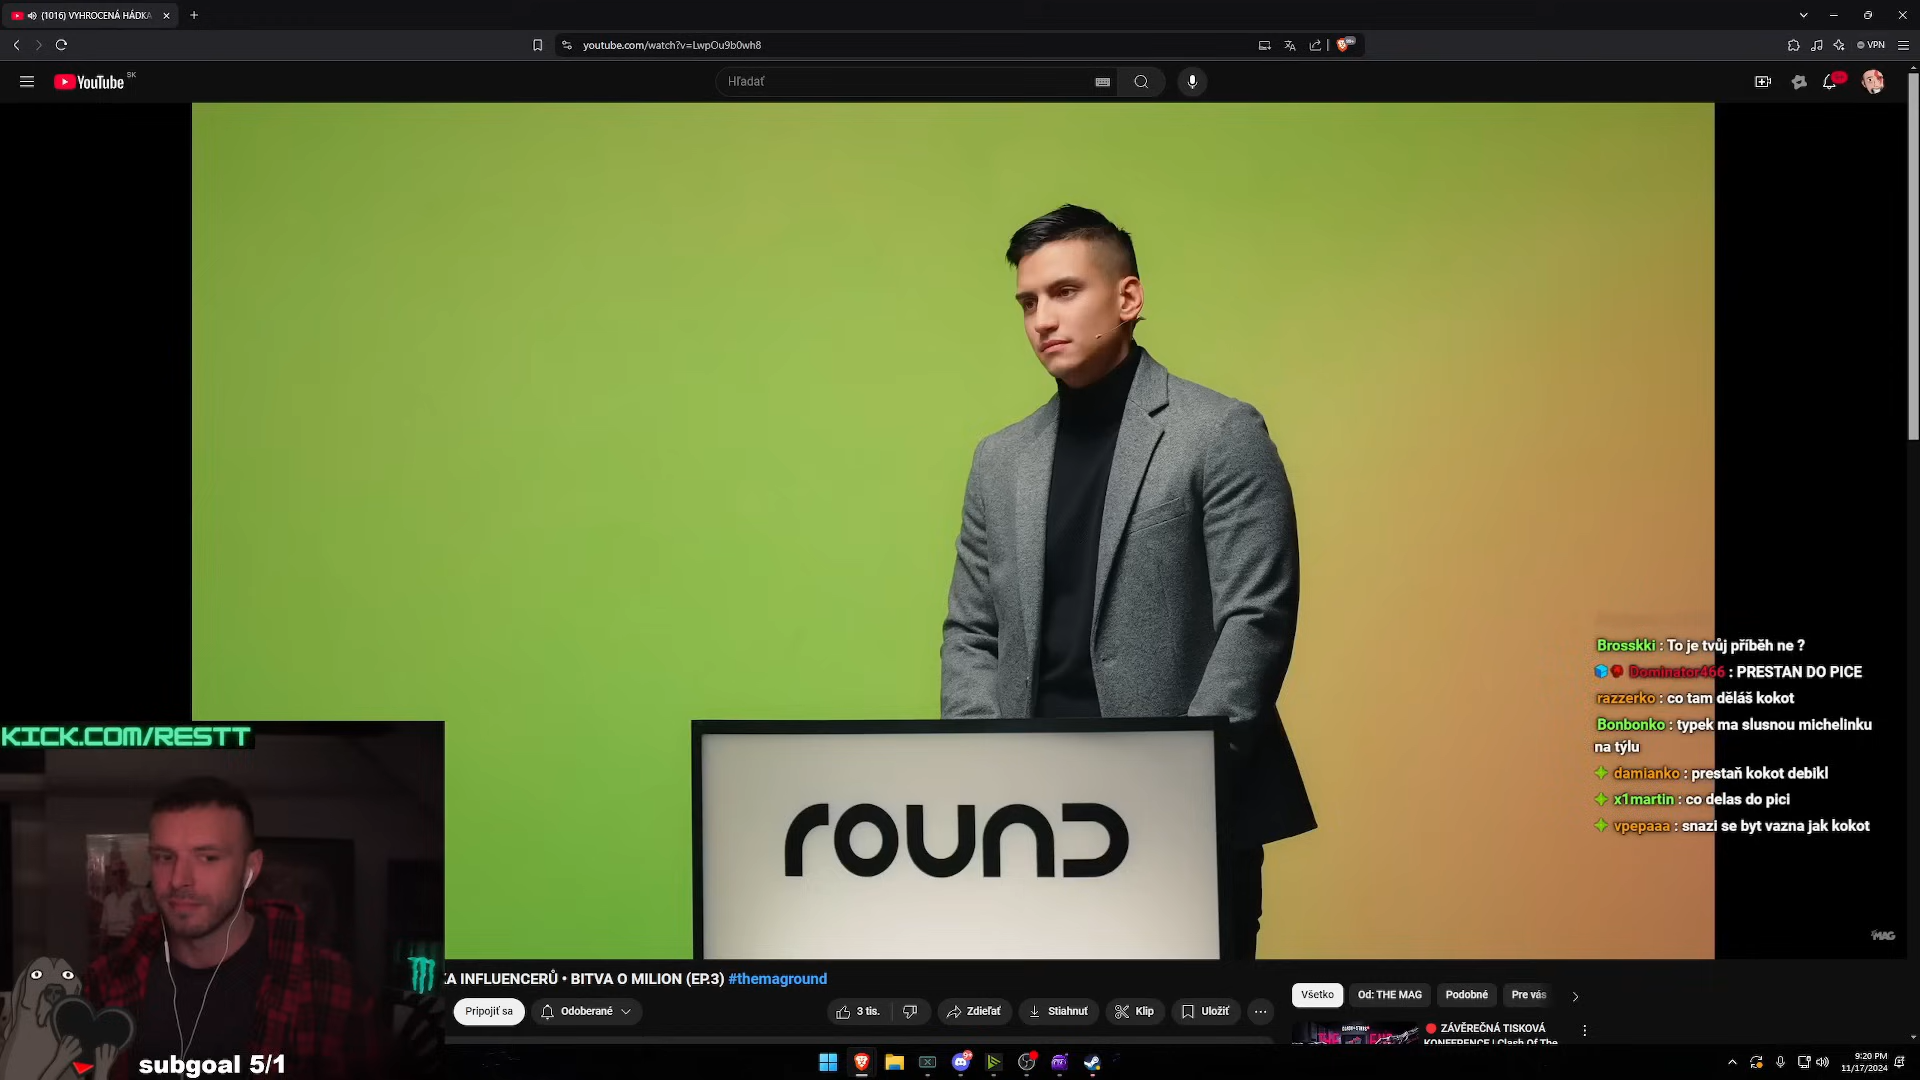 (1016) VYHROCENÁ HÁDKA
youtube.com/watch?v=LwpOu9b0wh8
VPN
YouTube SK
Hľadať
Brosskki : To je tvůj příběh ne ?
Dominator466 : PRESTAN DO PICE
razzerko : co tam děláš kokot
Bonbonko : typek ma slusnou michelinku
na týlu
damianko : prestaň kokot debikl
x1martin : co delas do pici
vpepaaa : snazi se byt vazna jak kokot
KICK.COM/RESTT
round
MAG
KA INFLUENCERŮ • BITVA O MILION (EP.3) #themaground
Pripojiť sa
Odoberané
3 tis.
Zdieľať
Stiahnuť
Klip
Uložiť
Všetko
Od: THE MAG
Podobné
Pre vás
ZÁVĚREČNÁ TISKOVÁ
KONFERENCE | Clash Of The
subgoal 5/1
9:20 PM
11/17/2024